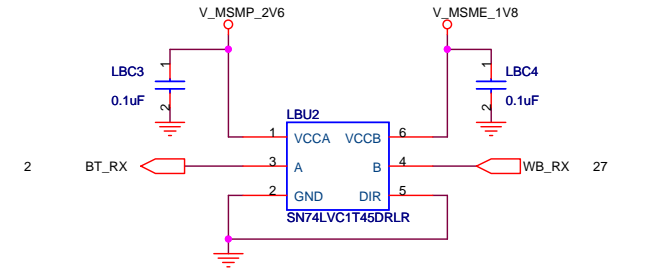 V_MSMP_2V6 V_MSME_1V8
1 1
LBC3 LBC4
0.1uF 0.1uF
2 2
LBU2
1 VCCA VCCB 6
2 BT_RX 3 A B 4 WB_RX 27
2 GND DIR 5
SN74LVC1T45DRLR